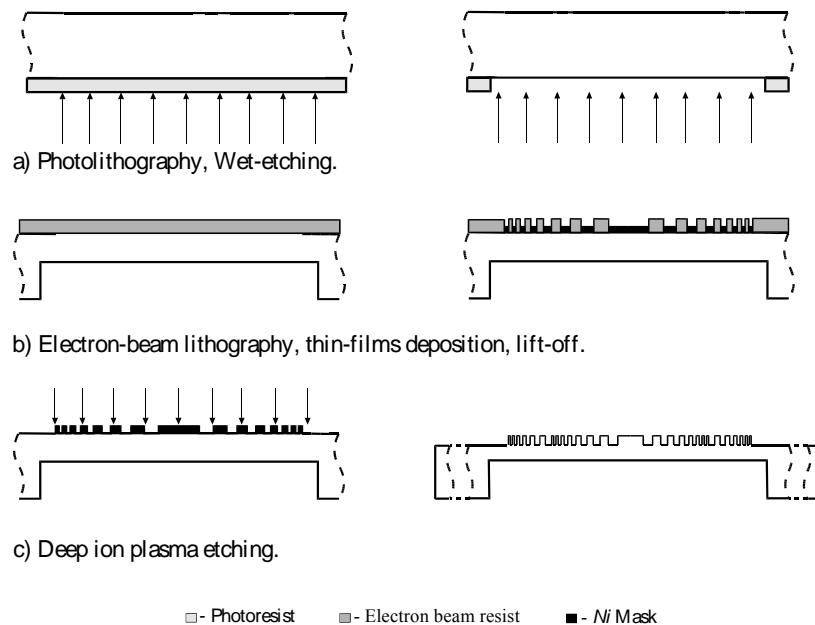 a) Photolithography, Wet-etching.
b) Electron-beam lithography, thin-films deposition, lift-off.
c) Deep ion plasma etching.
- Photoresist - Electron beam resist - Ni Mask